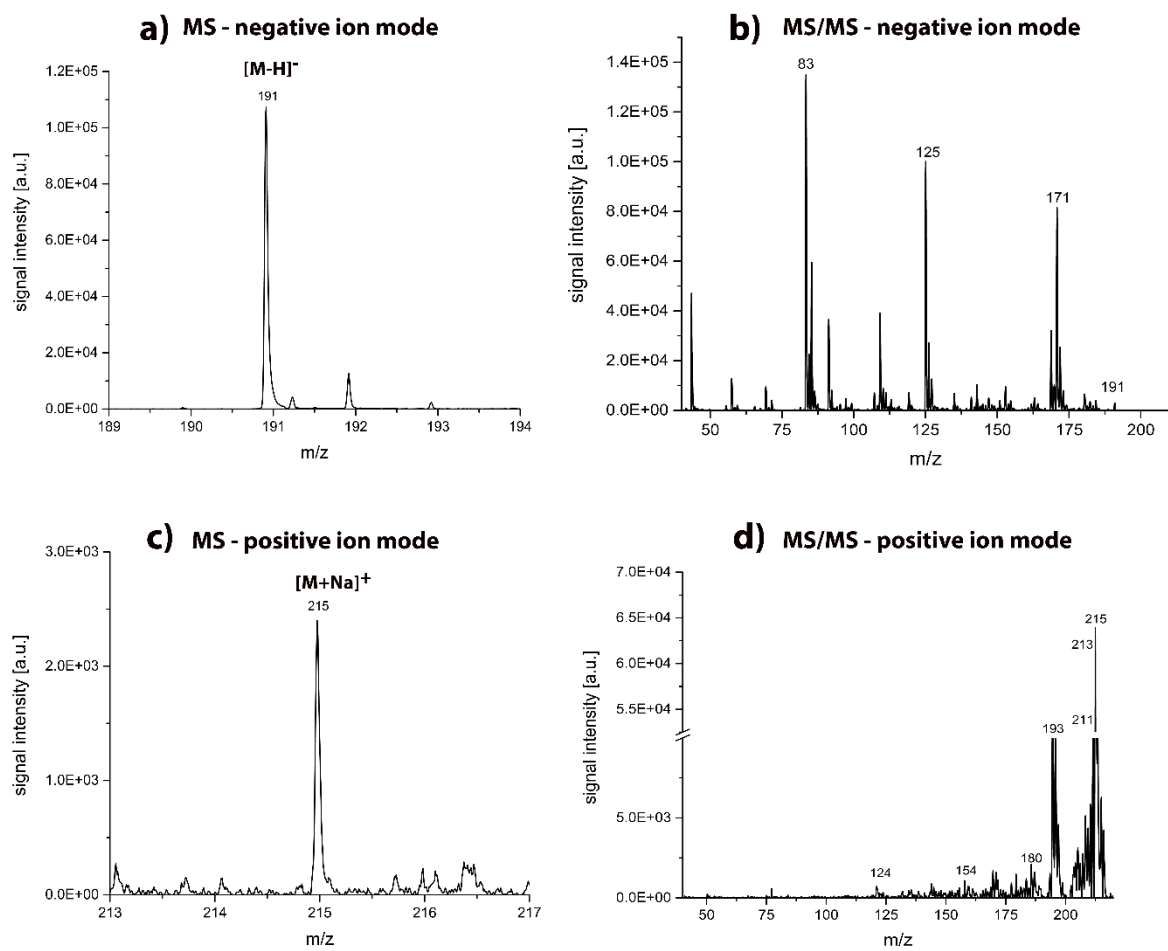 a) MS - negative ion mode
[M-H]-
191
1.2E+05
1.0E+05
8.0E+04
6.0E+04
4.0E+04
2.0E+04
0.0E+00
signal intensity [a.u.]
189 190 191 192 193 194
m/z
b) MS/MS - negative ion mode
83
125
171
191
1.4E+05
1.2E+05
1.0E+05
8.0E+04
6.0E+04
4.0E+04
2.0E+04
0.0E+00
signal intensity [a.u.]
50 75 100 125 150 175 200
m/z
c) MS - positive ion mode
[M+Na]+
215
3.0E+03
2.0E+03
1.0E+03
0.0E+00
signal intensity [a.u.]
213 214 215 216 217
m/z
d) MS/MS - positive ion mode
215
213
211
193
124
154
180
7.0E+04
6.5E+04
6.0E+04
5.5E+04
5.0E+03
0.0E+00
signal intensity [a.u.]
50 75 100 125 150 175 200
m/z